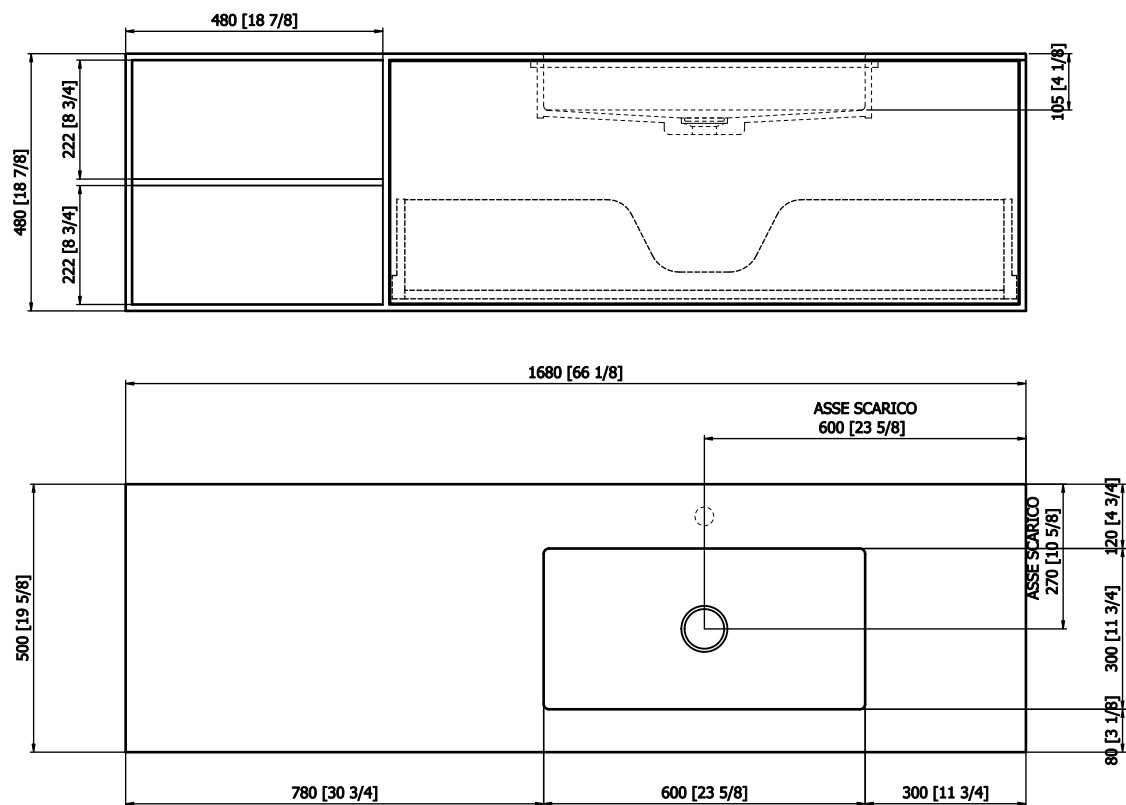 480 [18 7/8]
105 [4 1/8]
222 [8 3/4]
480 [18 7/8]
222 [8 3/4]
1680 [66 1/8]
ASSE SCARICO
600 [23 5/8]
120 [4 3/4]
ASSE SCARICO
270 [10 5/8]
500 [19 5/8]
300 [11 3/4]
80 [3 1/8]
780 [30 3/4]
600 [23 5/8]
300 [11 3/4]